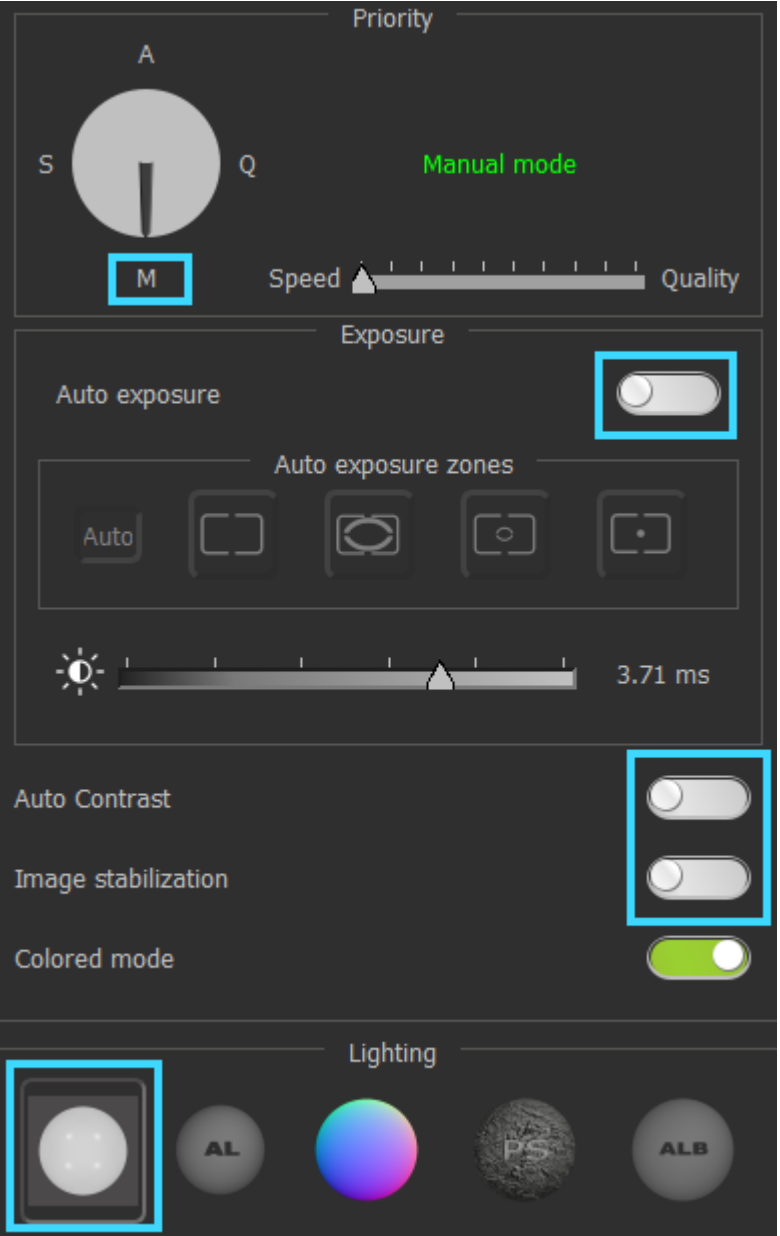 Priority
A
S
Q
Manual mode
M
Speed
Quality
Exposure
Auto exposure
Auto exposure zones
Auto
3.71 ms
Auto Contrast
Image stabilization
Colored mode
Lighting
AL
PS
ALB